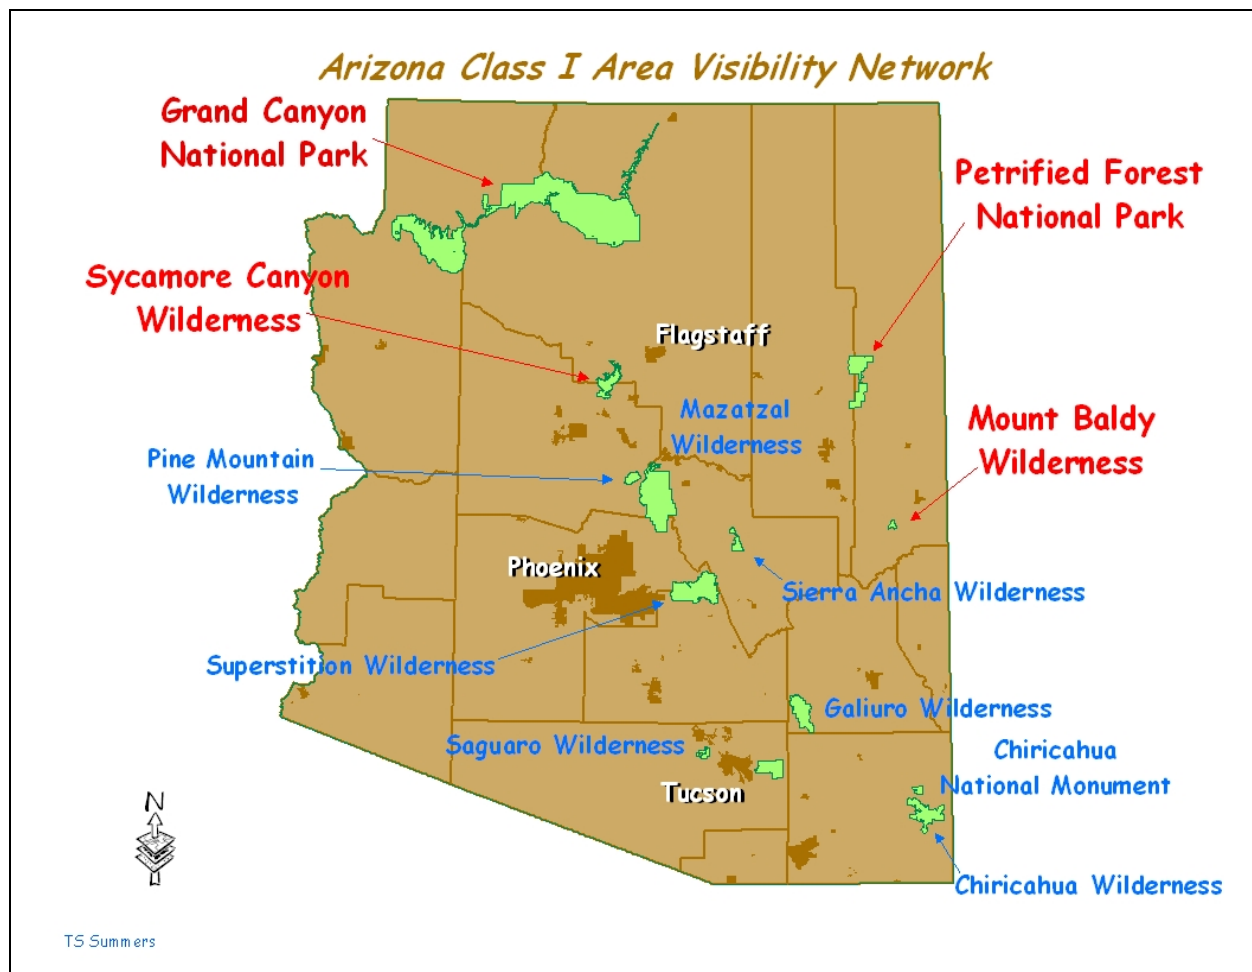 Arizona Class I Area Visibility Network
Grand Canyon
National Park
Petrified Forest
National Park
Sycamore Canyon
Wilderness
Flagstaff
Mazatzal
Wilderness
Mount Baldy
Wilderness
Pine Mountain
Wilderness
Phoenix
Sierra Ancha Wilderness
Superstition Wilderness
Galiuro Wilderness
Saguaro Wilderness
Chiricahua
National Monument
Tucson
N
Chiricahua Wilderness
TS Summers